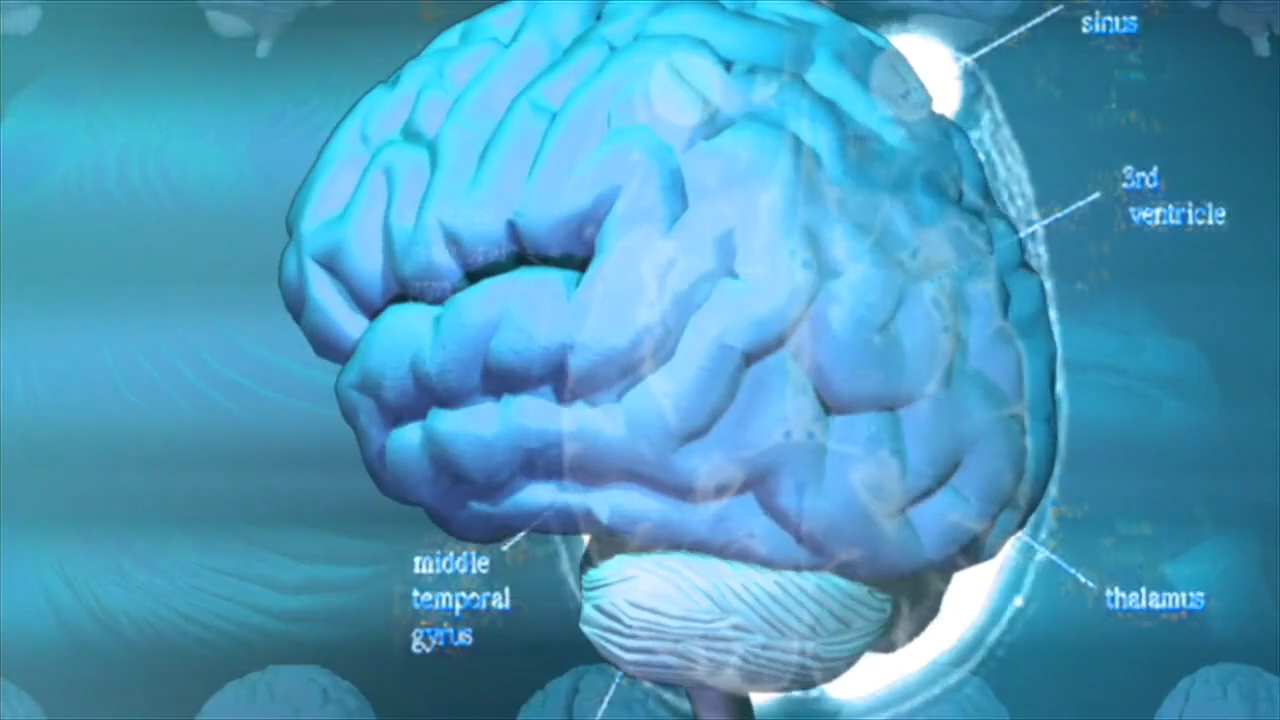 sinus
3rd
ventricle
middle
temporal
gyrus
thalamus